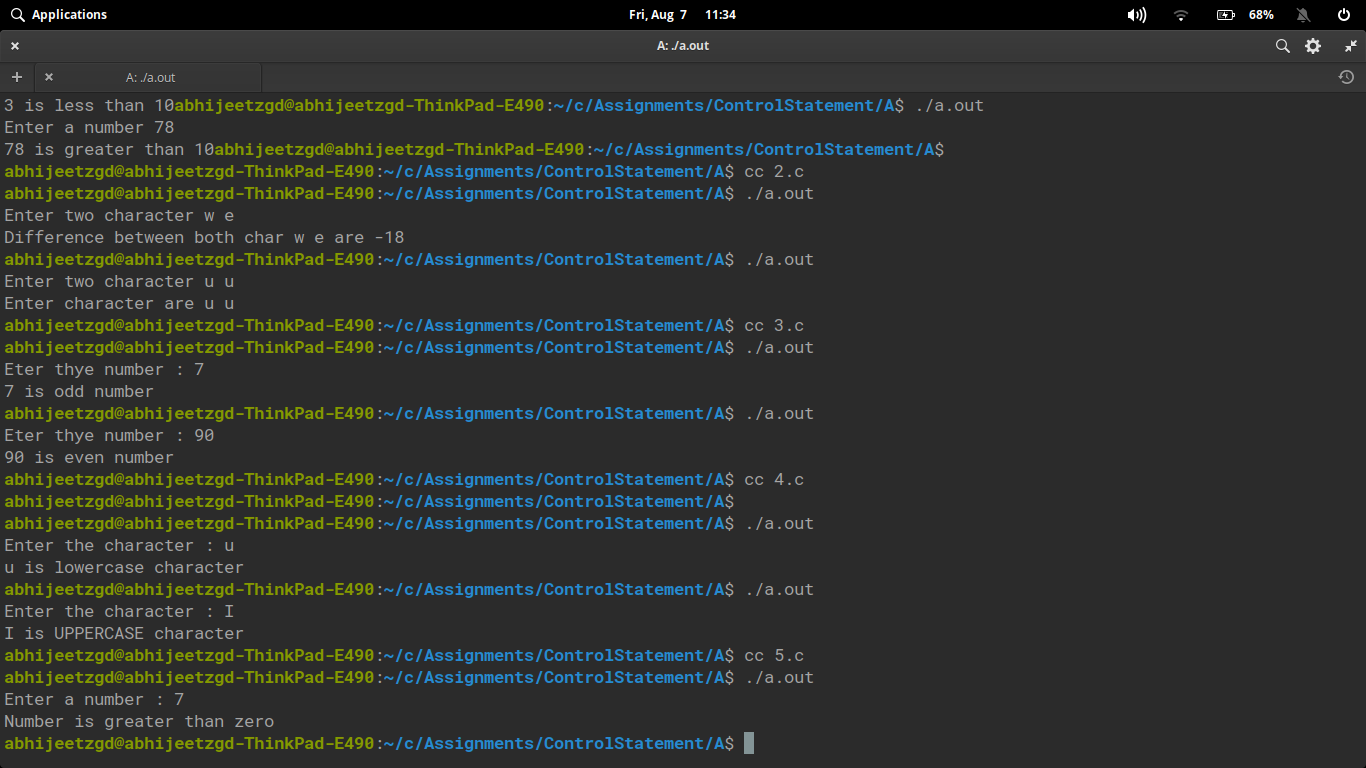 Applications
Fri, Aug 7 11:34
68%
A: ./a.out
A: ./a.out
3 is less than 10abhijeetzgd@abhijeetzgd-ThinkPad-E490:~/c/Assignments/ControlStatement/A$ ./a.out
Enter a number 78
78 is greater than 10abhijeetzgd@abhijeetzgd-ThinkPad-E490:~/c/Assignments/ControlStatement/A$
abhijeetzgd@abhijeetzgd-ThinkPad-E490:~/c/Assignments/ControlStatement/A$ cc 2.c
abhijeetzgd@abhijeetzgd-ThinkPad-E490:~/c/Assignments/ControlStatement/A$ ./a.out
Enter two character w e
Difference between both char w e are -18
abhijeetzgd@abhijeetzgd-ThinkPad-E490:~/c/Assignments/ControlStatement/A$ ./a.out
Enter two character u u
Enter character are u u
abhijeetzgd@abhijeetzgd-ThinkPad-E490:~/c/Assignments/ControlStatement/A$ cc 3.c
abhijeetzgd@abhijeetzgd-ThinkPad-E490:~/c/Assignments/ControlStatement/A$ ./a.out
Eter thye number : 7
7 is odd number
abhijeetzgd@abhijeetzgd-ThinkPad-E490:~/c/Assignments/ControlStatement/A$ ./a.out
Eter thye number : 90
90 is even number
abhijeetzgd@abhijeetzgd-ThinkPad-E490:~/c/Assignments/ControlStatement/A$ cc 4.c
abhijeetzgd@abhijeetzgd-ThinkPad-E490:~/c/Assignments/ControlStatement/A$
abhijeetzgd@abhijeetzgd-ThinkPad-E490:~/c/Assignments/ControlStatement/A$ ./a.out
Enter the character : u
u is lowercase character
abhijeetzgd@abhijeetzgd-ThinkPad-E490:~/c/Assignments/ControlStatement/A$ ./a.out
Enter the character : I
I is UPPERCASE character
abhijeetzgd@abhijeetzgd-ThinkPad-E490:~/c/Assignments/ControlStatement/A$ cc 5.c
abhijeetzgd@abhijeetzgd-ThinkPad-E490:~/c/Assignments/ControlStatement/A$ ./a.out
Enter a number : 7
Number is greater than zero
abhijeetzgd@abhijeetzgd-ThinkPad-E490:~/c/Assignments/ControlStatement/A$